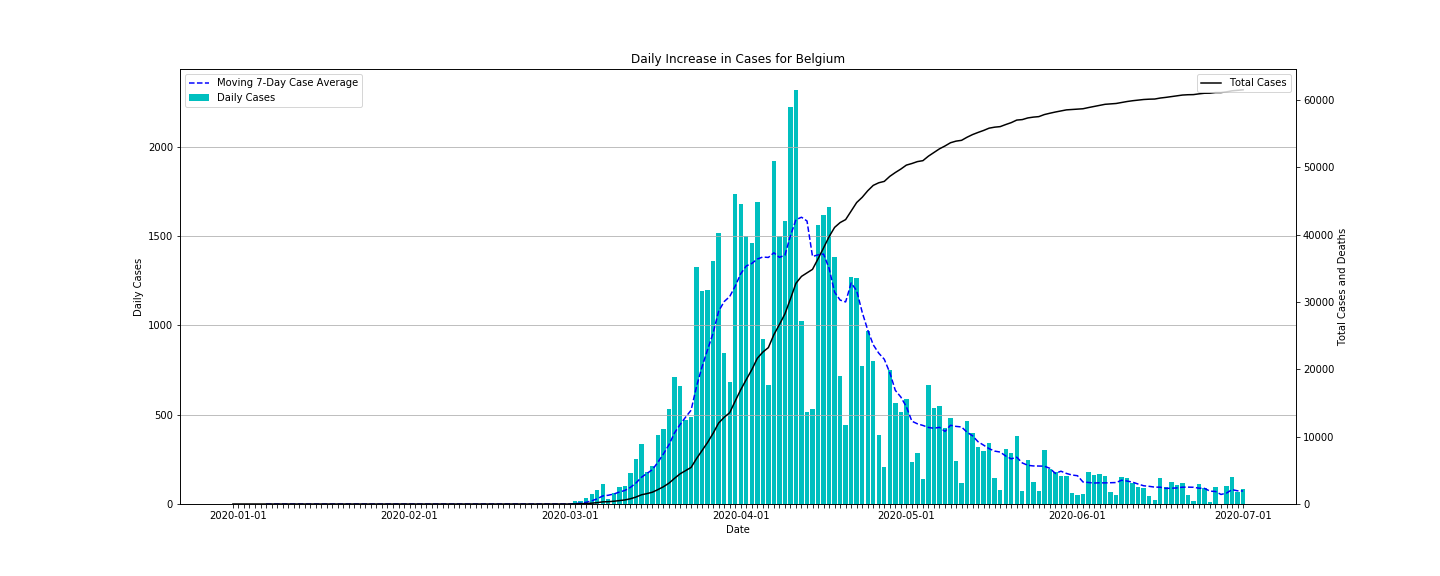 Daily Increase in Cases for Belgium
Moving 7-Day Case Average
Daily Cases
Total Cases
2000
1500
1000
500
0
Daily Cases
60000
50000
40000
30000
20000
10000
0
Total Cases and Deaths
2020-01-01
2020-02-01
2020-03-01
2020-04-01
2020-05-01
2020-06-01
2020-07-01
Date